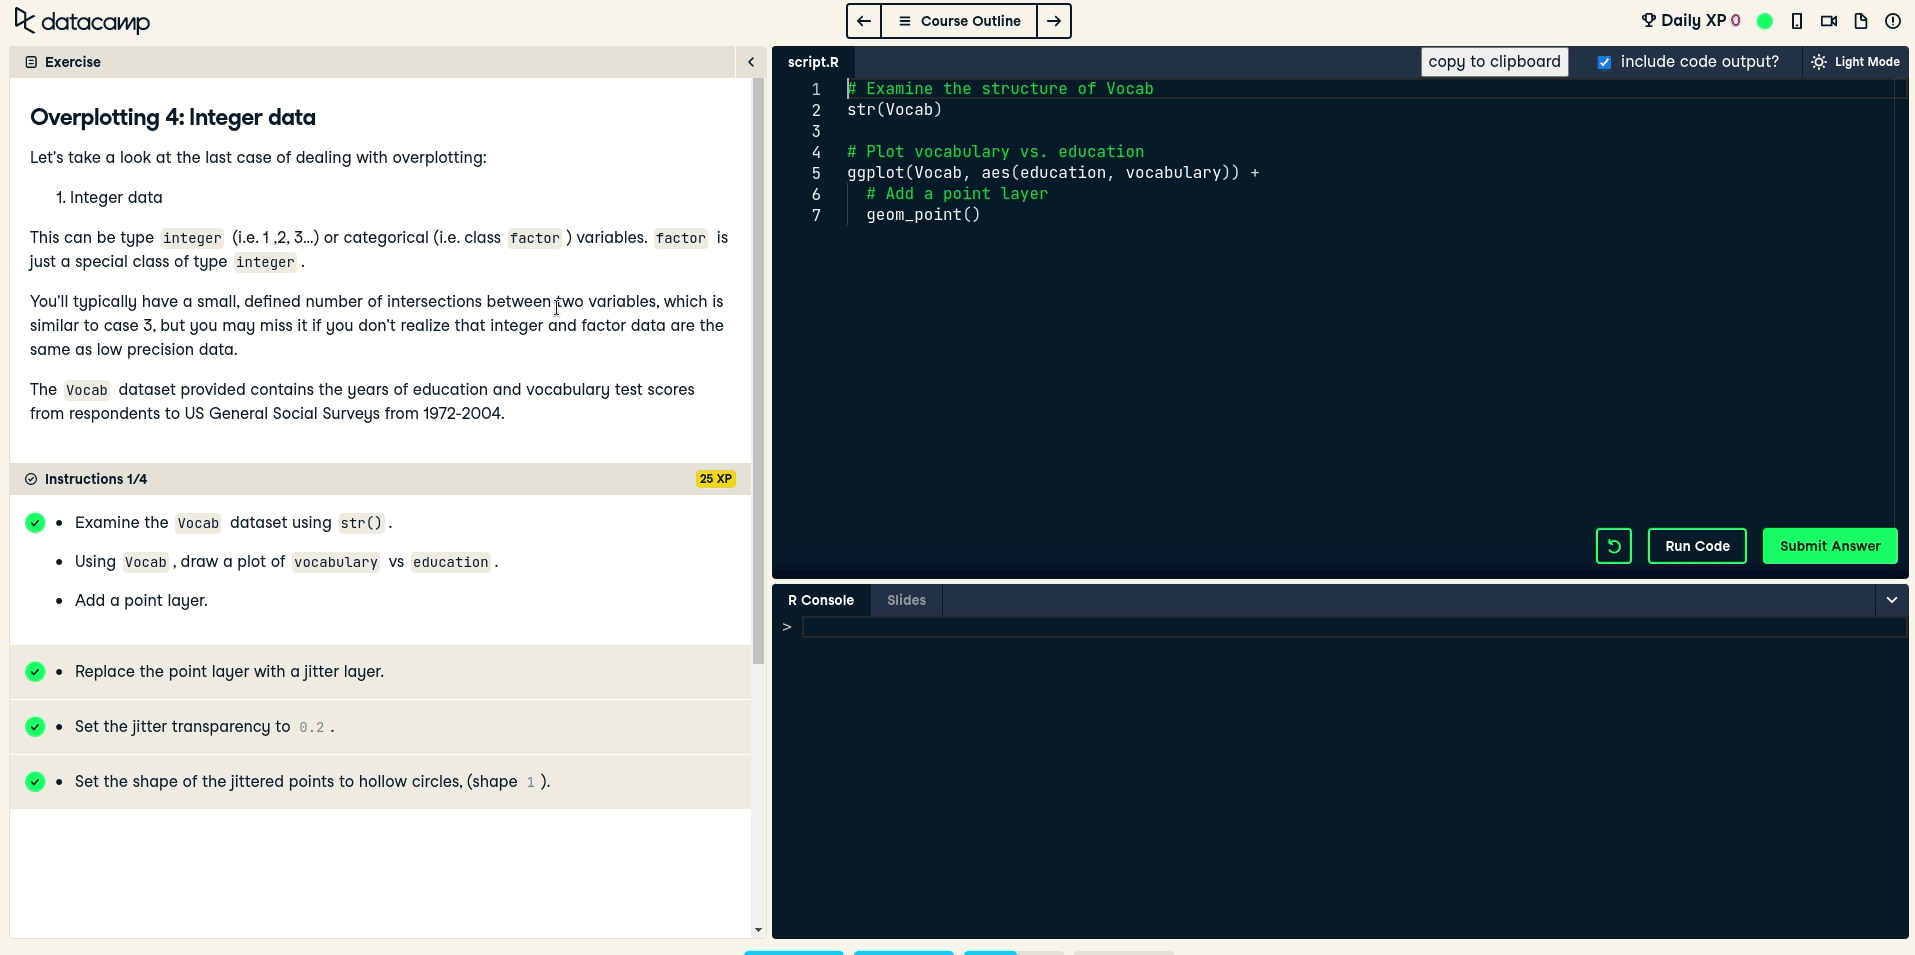 datacamp
Course Outline
Daily XP 0
Exercise
Overplotting 4: Integer data
Let's take a look at the last case of dealing with overplotting:
1. Integer data
This can be type integer (i.e. 1 ,2, 3…) or categorical (i.e. class factor ) variables. factor is
just a special class of type integer .
You'll typically have a small, defined number of intersections between two variables, which is
similar to case 3, but you may miss it if you don't realize that integer and factor data are the
same as low precision data.
The Vocab dataset provided contains the years of education and vocabulary test scores
from respondents to US General Social Surveys from 1972-2004.
Instructions 1/4
25 XP
• Examine the Vocab dataset using str() .
• Using Vocab , draw a plot of vocabulary vs education .
• Add a point layer.
• Replace the point layer with a jitter layer.
• Set the jitter transparency to 0.2 .
• Set the shape of the jittered points to hollow circles, (shape 1 ).
script.R
copy to clipboard
include code output?
Light Mode
1 # Examine the structure of Vocab
2 str(Vocab)
3
4 # Plot vocabulary vs. education
5 ggplot(Vocab, aes(education, vocabulary)) +
6 # Add a point layer
7 geom_point()
Run Code
Submit Answer
R Console
Slides
>